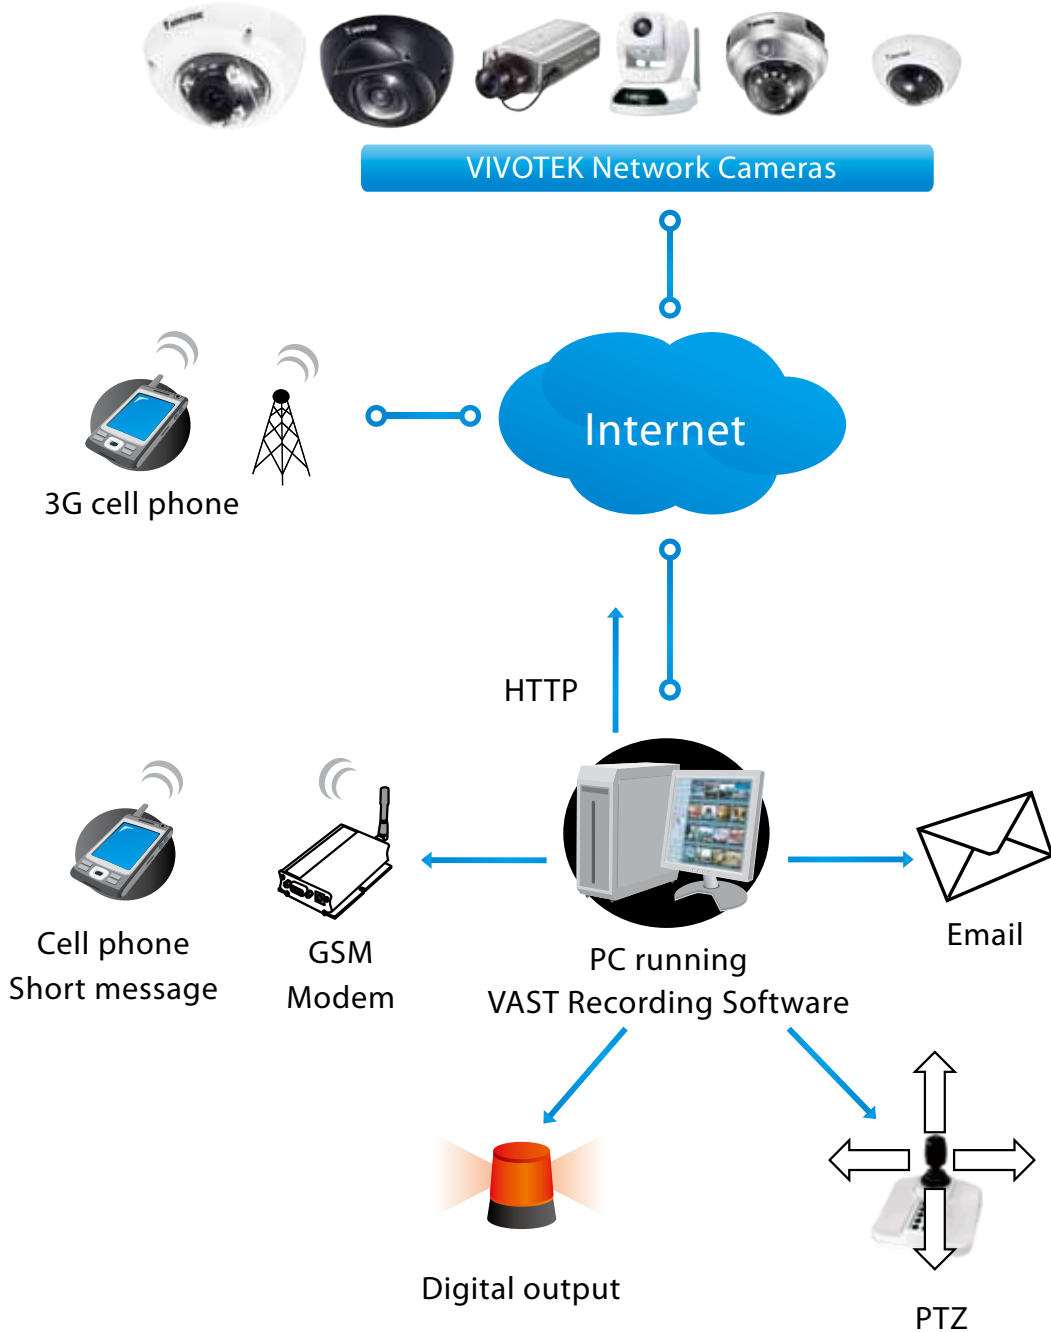 VIVOTEK Network Cameras
Internet
3G cell phone
HTTP
Cell phone
Short message
GSM
Modem
PC running
VAST Recording Software
Email
Digital output
PTZ